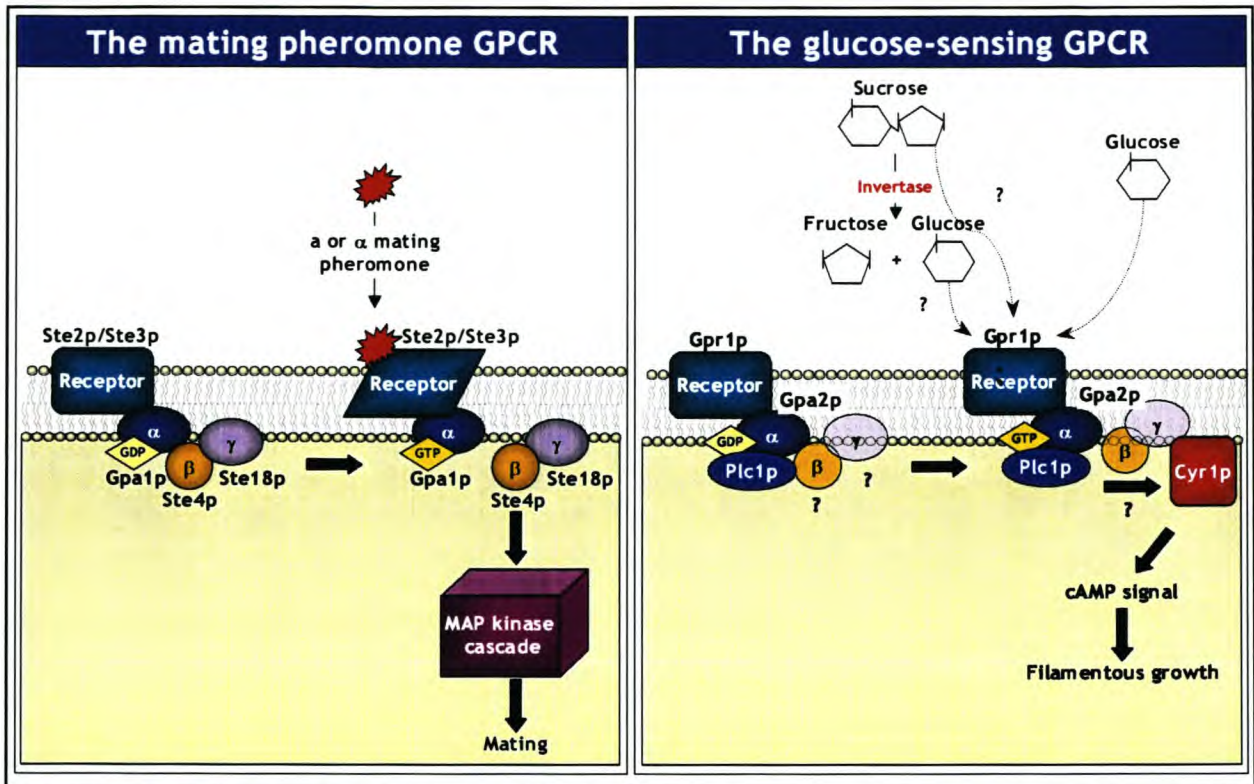 The mating pheromone GPCR
a or α mating
pheromone
Ste2p/Ste3p
Receptor
α
GDP
Gpa1p
β
Ste4p
γ
Ste18p
Ste2p/Ste3p
Receptor
α
GTP
Gpa1p
β
Ste4p
γ
Ste18p
MAP kinase
cascade
Mating
The glucose-sensing GPCR
Sucrose
Invertase
?
Fructose
+
Glucose
?
Glucose
Gpr1p
Receptor
Gpa2p
GDP
α
Plc1p
β
?
γ
?
Gpr1p
Receptor
Gpa2p
GTP
α
Plc1p
β
γ
?
Cyr1p
cAMP signal
Filamentous growth